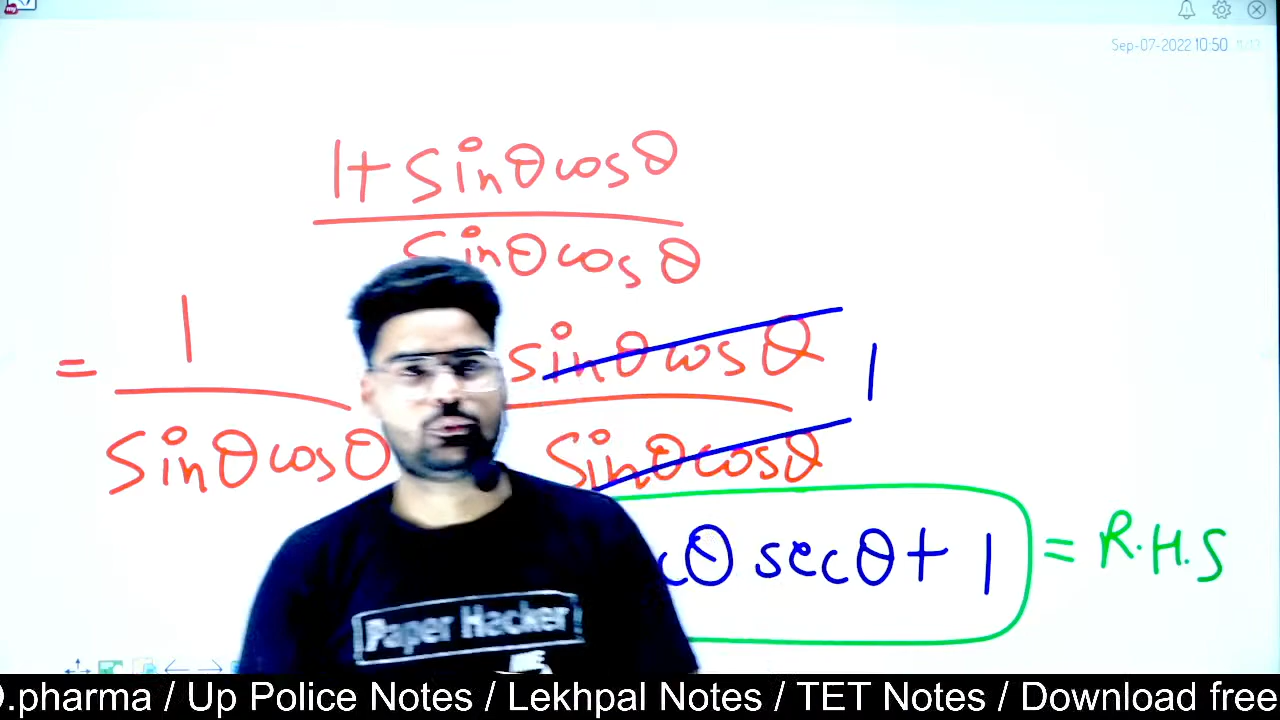 Sep-07-2022 10:50
1+ sinθcosθ
sinθcosθ
= 1 sinθcosθ 1
sinθcosθ sinθcosθ
cθ secθ + 1 = R.H.S
Paper Hacker
.pharma / Up Police Notes / Lekhpal Notes / TET Notes / Download free